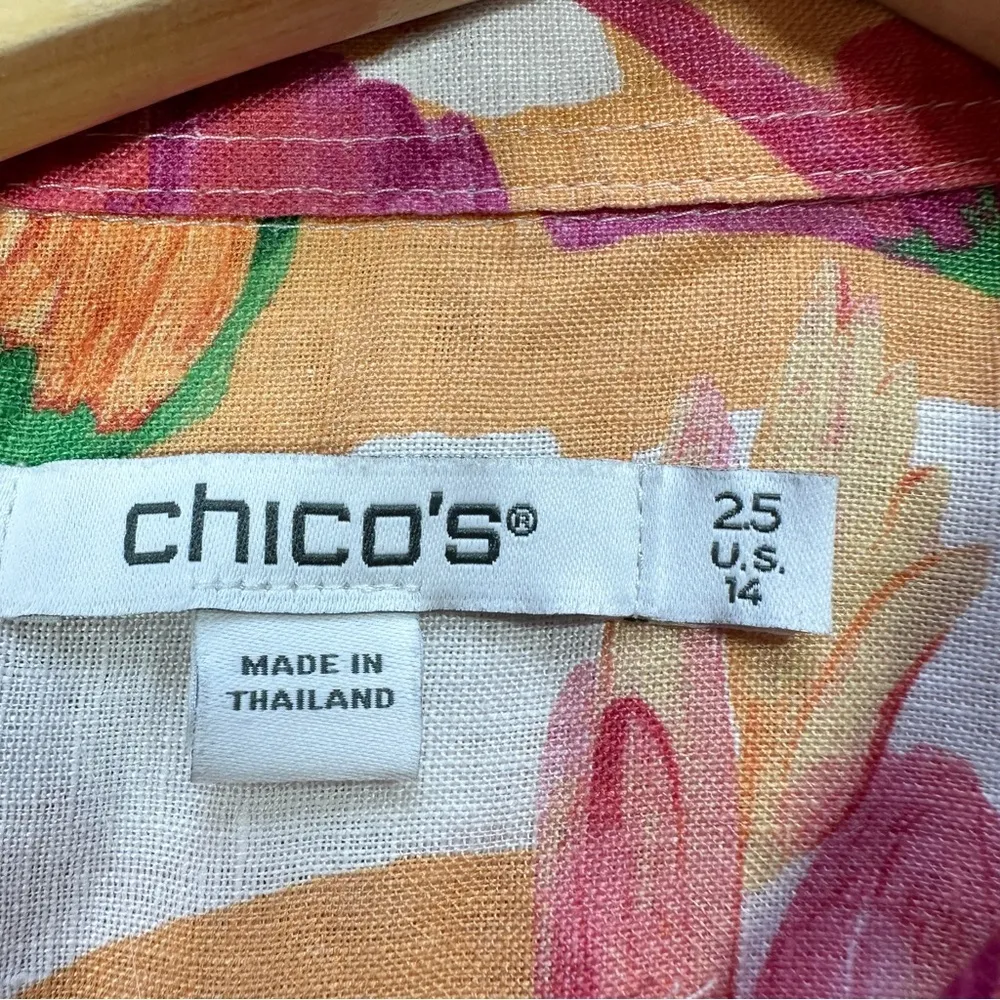 chico's®
2.5
U.S.
14
MADE IN
THAILAND